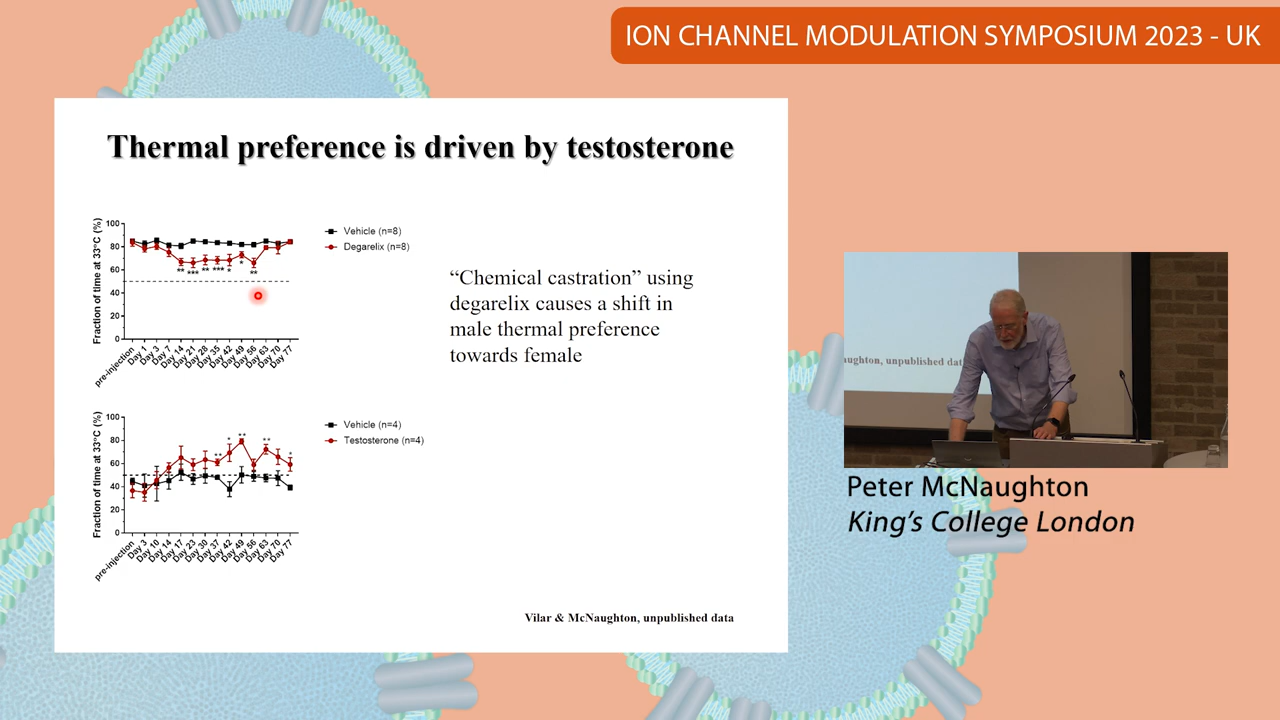 ION CHANNEL MODULATION SYMPOSIUM 2023 - UK
Thermal preference is driven by testosterone
Fraction of time at 33°C (%)
100
80
60
40
20
0
** *** ** *** * * **
pre-injection
Day 1
Day 3
Day 7
Day 14
Day 21
Day 28
Day 35
Day 42
Day 49
Day 56
Day 63
Day 70
Day 77
Vehicle (n=8)
Degarelix (n=8)
“Chemical castration” using
degarelix causes a shift in
male thermal preference
towards female
Fraction of time at 33°C (%)
100
80
60
40
20
0
** * ** ** *
pre-injection
Day 3
Day 14
Day 17
Day 23
Day 30
Day 37
Day 42
Day 49
Day 56
Day 63
Day 70
Day 77
Vehicle (n=4)
Testosterone (n=4)
Vilar & McNaughton, unpublished data
aughton, unpublished dat
Peter McNaughton
King’s College London